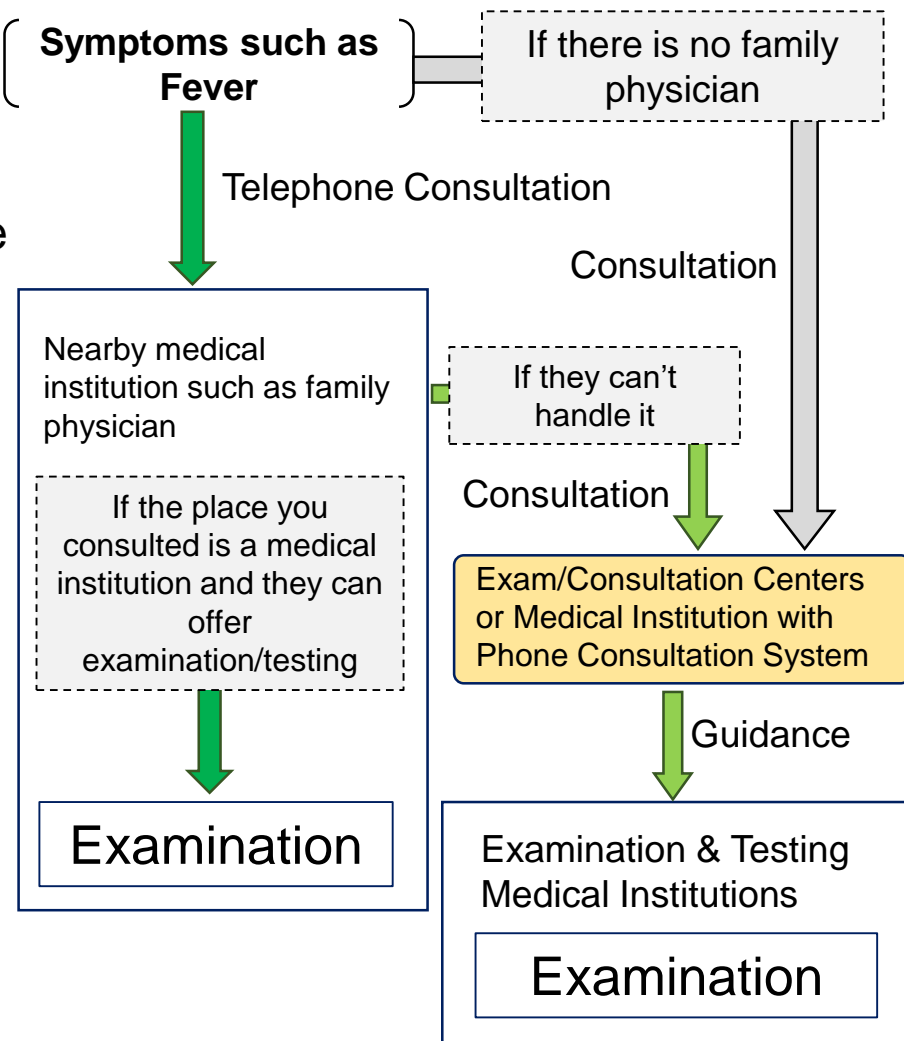 Symptoms such as
Fever
If there is no family
physician
Telephone Consultation
e
Consultation
Nearby medical
institution such as family
physician
If they can’t
handle it
Consultation
If the place you
consulted is a medical
institution and they can
offer
examination/testing
Exam/Consultation Centers
or Medical Institution with
Phone Consultation System
Guidance
Examination
Examination & Testing
Medical Institutions
Examination